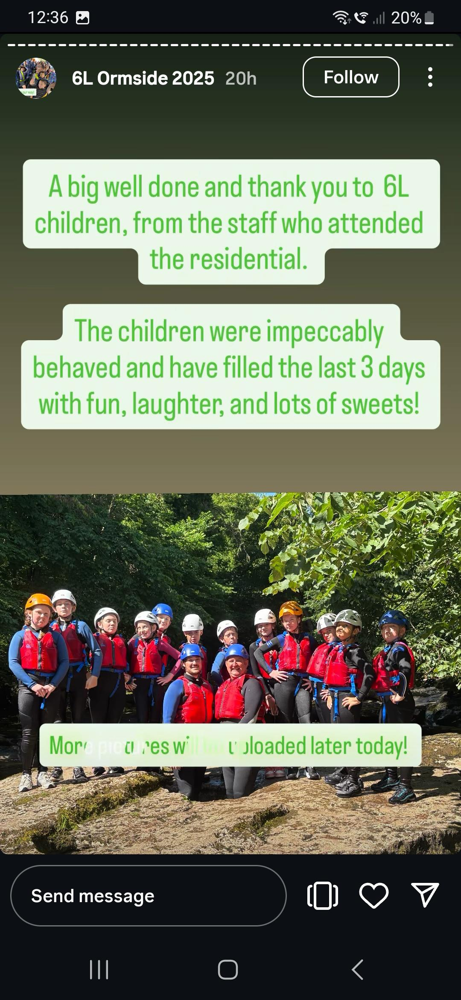 12:36
20%
6L Ormside 2025 20h
Follow
A big well done and thank you to 6L
children, from the staff who attended
the residential.
The children were impeccably
behaved and have filled the last 3 days
with fun, laughter, and lots of sweets!
More pictures will be uploaded later today!
Send message